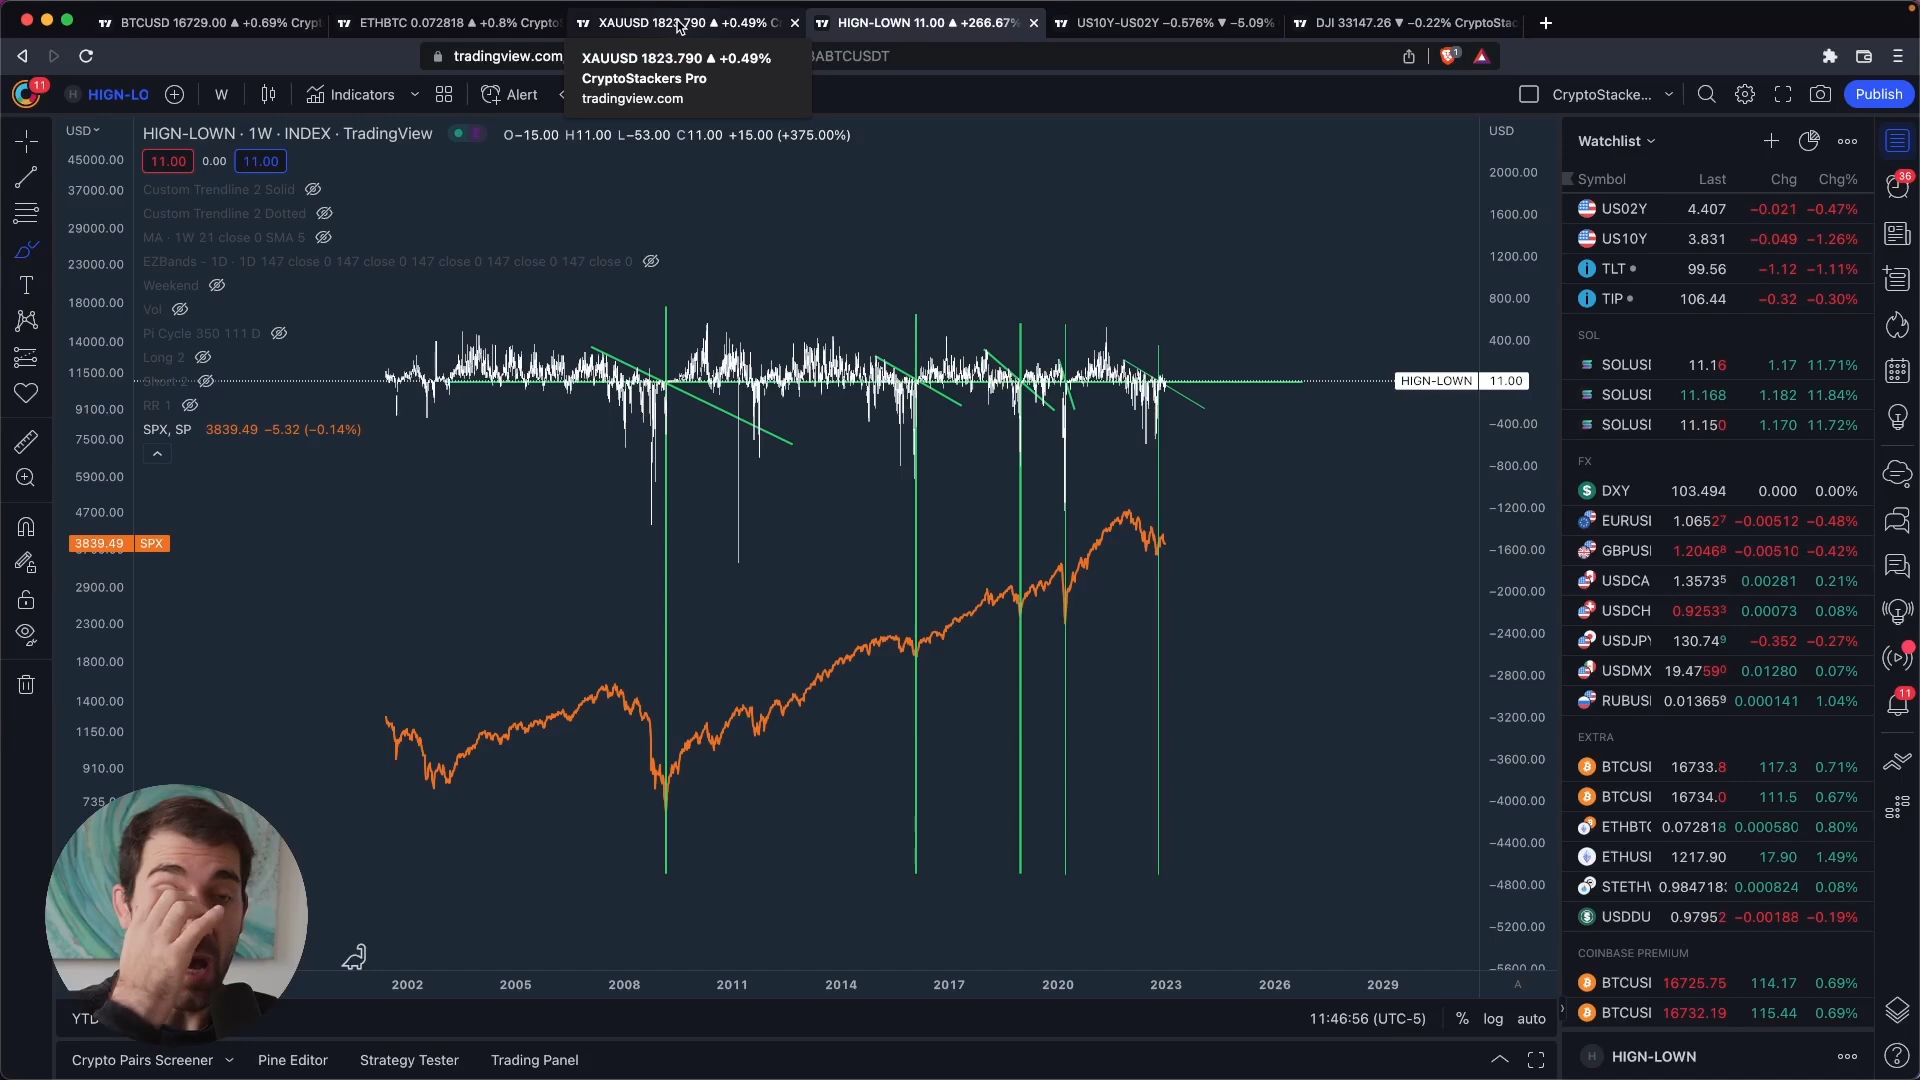 BTCUSD 16729.00 ▲ +0.69% Crypt
ETHBTC 0.072818 ▲ +0.8% Crypto
XAUUSD 1823.790 ▲ +0.49% C
HIGN-LOWN 11.00 ▲ +266.67%
US10Y-US02Y −0.576% ▼ −5.09%
DJI 33147.26 ▼ −0.22% CryptoStac
tradingview.com
BABTCUSDT
XAUUSD 1823.790 ▲ +0.49%
CryptoStackers Pro
tradingview.com
1
11
HIGN-LO
W
Indicators
Alert
CryptoStacke...
Publish
USD
HIGN-LOWN · 1W · INDEX · TradingView
O−15.00 H11.00 L−53.00 C11.00 +15.00 (+375.00%)
11.00 0.00 11.00
Custom Trendline 2 Solid
Custom Trendline 2 Dotted
MA · 1W 21 close 0 SMA 5
EZBands - 1D · 1D 147 close 0 147 close 0 147 close 0 147 close 0 147 close 0
Weekend
Vol
Pi Cycle 350 111 D
Long 2
Short 2
RR 1
SPX, SP 3839.49 −5.32 (−0.14%)
45000.00
37000.00
29000.00
23000.00
18000.00
14000.00
11500.00
9100.00
7500.00
5900.00
4700.00
3839.49 SPX
2900.00
2300.00
1800.00
1400.00
1150.00
910.00
735.
USD
2000.00
1600.00
1200.00
800.00
400.00
HIGN-LOWN 11.00
−400.00
−800.00
−1200.00
−1600.00
−2000.00
−2400.00
−2800.00
−3200.00
−3600.00
−4000.00
−4400.00
−4800.00
−5200.00
−5600.00
2002 2005 2008 2011 2014 2017 2020 2023 2026 2029
A
YTD
11:46:56 (UTC-5) % log auto
Crypto Pairs Screener
Pine Editor
Strategy Tester
Trading Panel
Watchlist
Symbol Last Chg Chg%
US02Y 4.407 −0.021 −0.47%
US10Y 3.831 −0.049 −1.26%
TLT 99.56 −1.12 −1.11%
TIP 106.44 −0.32 −0.30%
SOL
SOLUSI 11.16 1.17 11.71%
SOLUSI 11.168 1.182 11.84%
SOLUSI 11.150 1.170 11.72%
FX
DXY 103.494 0.000 0.00%
EURUSI 1.06527 −0.00512 −0.48%
GBPUSI 1.20468 −0.00510 −0.42%
USDCA 1.35735 0.00281 0.21%
USDCH 0.92533 0.00073 0.08%
USDJPY 130.749 −0.352 −0.27%
USDMX 19.47590 0.01280 0.07%
RUBUSI 0.013659 0.000141 1.04%
EXTRA
BTCUSI 16733.8 117.3 0.71%
BTCUSI 16734.0 111.5 0.67%
ETHBTC 0.072818 0.000580 0.80%
ETHUSI 1217.90 17.90 1.49%
STETHW 0.984718 0.000824 0.08%
USDDU 0.97952 −0.00188 −0.19%
COINBASE PREMIUM
BTCUSI 16725.75 114.17 0.69%
BTCUSI 16732.19 115.44 0.69%
H HIGN-LOWN
36
11